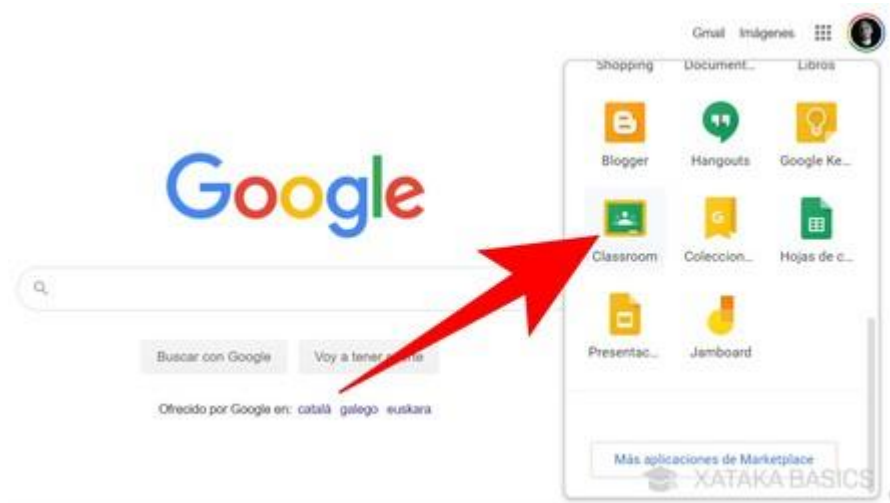 Gmail Imágenes
Shopping Document... Libros
Blogger Hangouts Google Ke...
Google
Classroom Coleccion... Hojas de c...
Presentac... Jamboard
Buscar con Google Voy a tener
Ofrecido por Google en: català galego euskara
Más aplicaciones de Marketplace
XATAKA BASICS